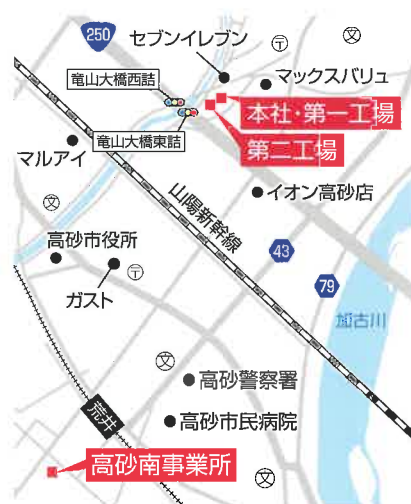 250
セブンイレブン
〒
文
竜山大橋西詰
マックスバリュ
本社・第一工場
竜山大橋東詰
第二工場
マルアイ
イオン高砂店
山陽新幹線
文
高砂市役所
43
〒
79
ガスト
加古川
文
高砂警察署
荒井
高砂市民病院
高砂南事業所
文